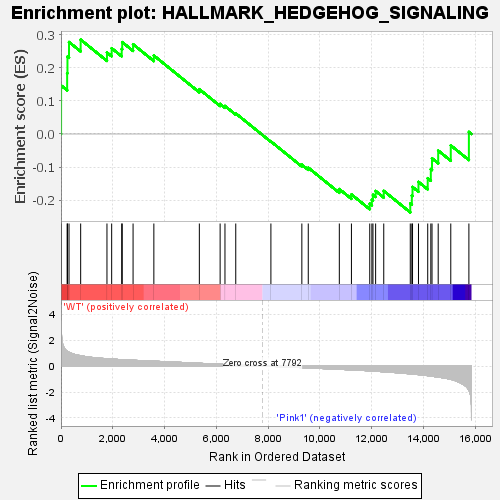 Enrichment plot: HALLMARK_HEDGEHOG_SIGNALING
Enrichment score (ES)
0.3
0.2
0.1
0.0
-0.1
-0.2
'WT' (positively correlated)
Ranked list metric (Signal2Noise)
4
2
0
-2
-4
Zero cross at 7792
'Pink1' (negatively correlated)
0 2,000 4,000 6,000 8,000 10,000 12,000 14,000 16,000
Rank in Ordered Dataset
Enrichment profile Hits Ranking metric scores